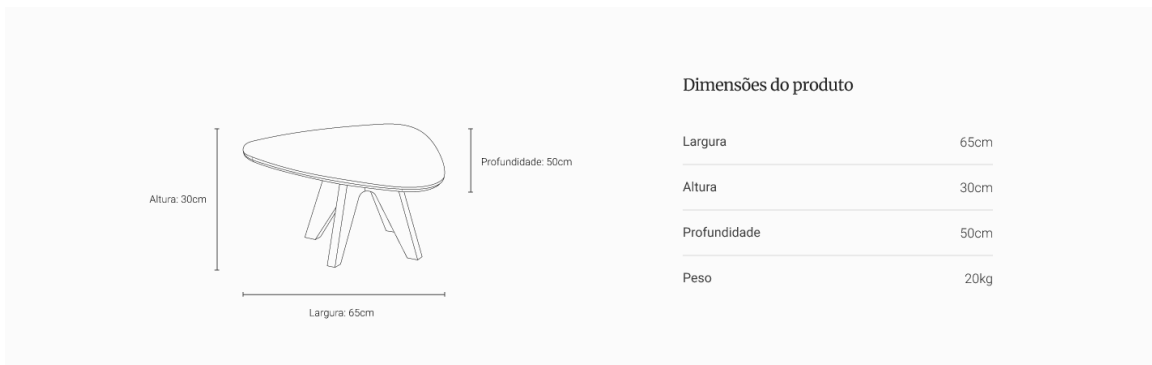 Altura: 30cm
Profundidade: 50cm
Largura: 65cm
Dimensões do produto
Largura 65cm
Altura 30cm
Profundidade 50cm
Peso 20kg